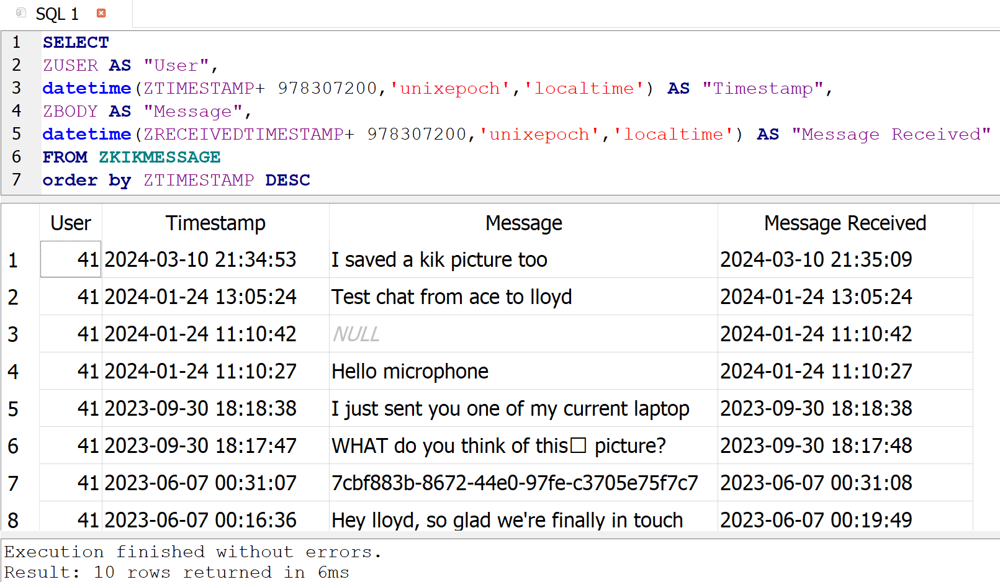 SQL 1
1 SELECT
2 ZUSER AS "User",
3 datetime(ZTIMESTAMP+ 978307200,'unixepoch','localtime') AS "Timestamp",
4 ZBODY AS "Message",
5 datetime(ZRECEIVEDTIMESTAMP+ 978307200,'unixepoch','localtime') AS "Message Received"
6 FROM ZKIKMESSAGE
7 order by ZTIMESTAMP DESC
User Timestamp Message Message Received
1 41 2024-03-10 21:34:53 I saved a kik picture too 2024-03-10 21:35:09
2 41 2024-01-24 13:05:24 Test chat from ace to lloyd 2024-01-24 13:05:24
3 41 2024-01-24 11:10:42 NULL 2024-01-24 11:10:42
4 41 2024-01-24 11:10:27 Hello microphone 2024-01-24 11:10:27
5 41 2023-09-30 18:18:38 I just sent you one of my current laptop 2023-09-30 18:18:38
6 41 2023-09-30 18:17:47 WHAT do you think of this□ picture? 2023-09-30 18:17:48
7 41 2023-06-07 00:31:07 7cbf883b-8672-44e0-97fe-c3705e75f7c7 2023-06-07 00:31:08
8 41 2023-06-07 00:16:36 Hey lloyd, so glad we're finally in touch 2023-06-07 00:19:49
Execution finished without errors.
Result: 10 rows returned in 6ms